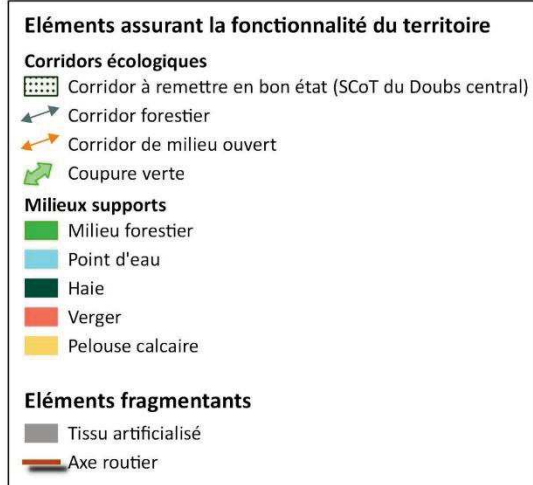 Eléments assurant la fonctionnalité du territoire
Corridors écologiques
Corridor à remettre en bon état (SCoT du Doubs central)
Corridor forestier
Corridor de milieu ouvert
Coupure verte
Milieux supports
Milieu forestier
Point d'eau
Haie
Verger
Pelouse calcaire
Eléments fragmentants
Tissu artificialisé
Axe routier